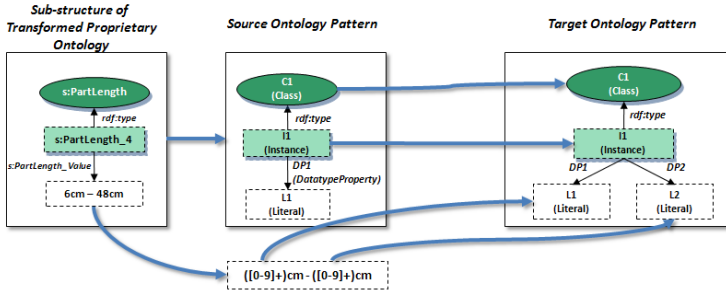 Sub-structure of
Transformed Proprietary
Ontology
s:PartLength
rdf:type
s:PartLength_4
s:PartLength_Value
6cm – 48cm
Source Ontology Pattern
C1
(Class)
rdf:type
I1
(Instance)
DP1
(DatatypeProperty)
L1
(Literal)
Target Ontology Pattern
C1
(Class)
rdf:type
I1
(Instance)
DP1
DP2
L1
(Literal)
L2
(Literal)
([0-9]+)cm - ([0-9]+)cm